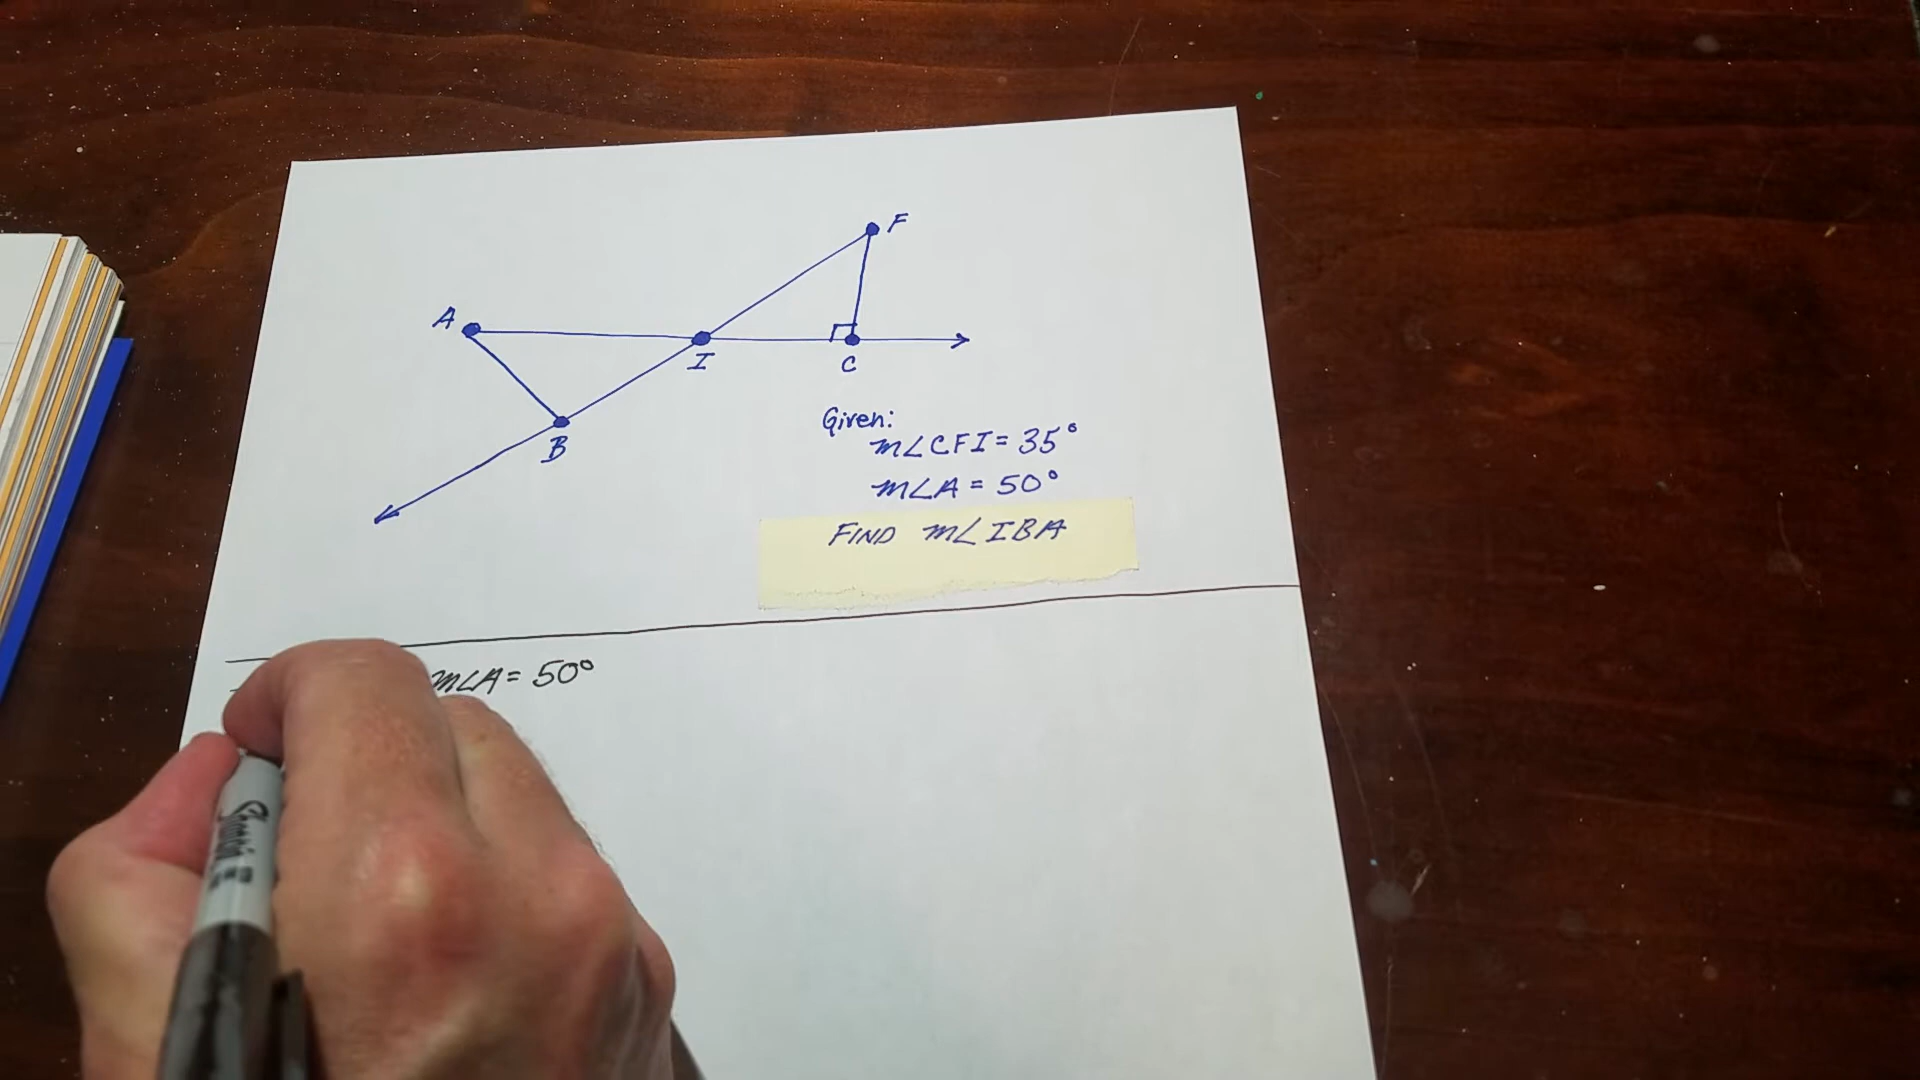 F
A
I
C
B
Given:
m∠CFI = 35°
m∠A = 50°
FIND m∠IBA
m∠A = 50°